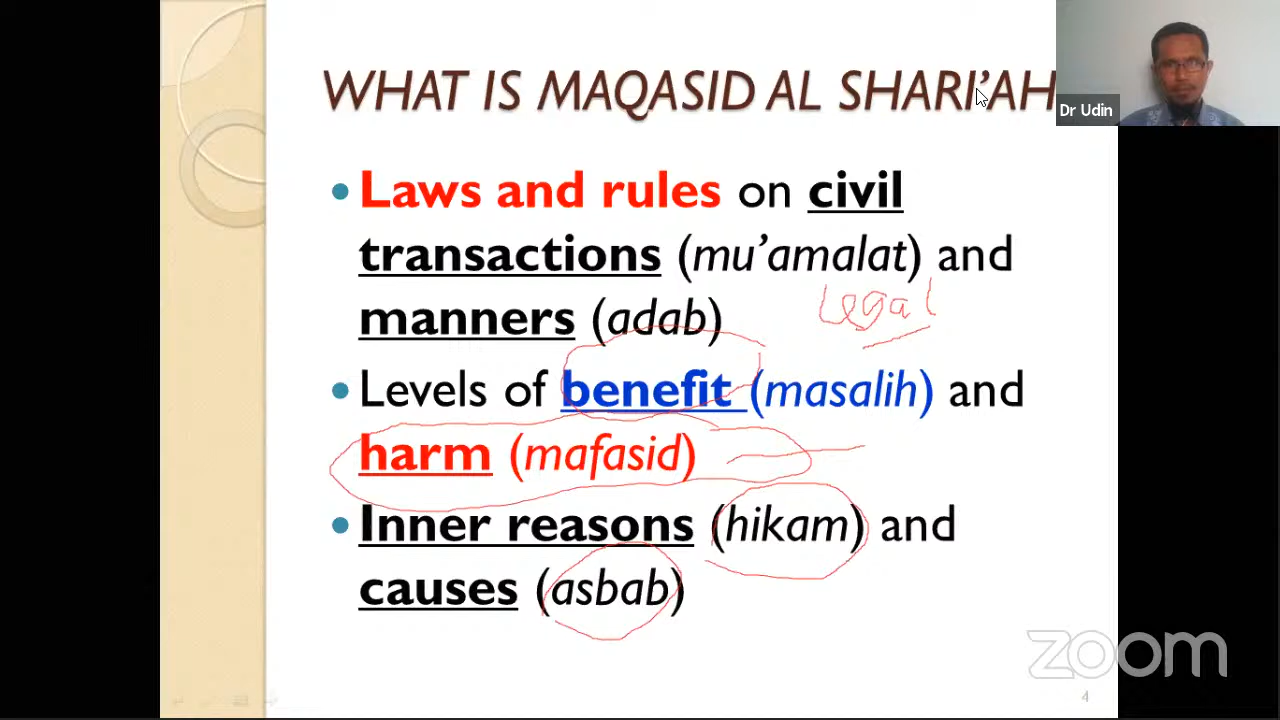 WHAT IS MAQASID AL SHARI'AH
Dr Udin
• Laws and rules on civil
transactions (mu'amalat) and
manners (adab)
legal
• Levels of benefit (masalih) and
harm (mafasid)
• Inner reasons (hikam) and
causes (asbab)
zoom
4